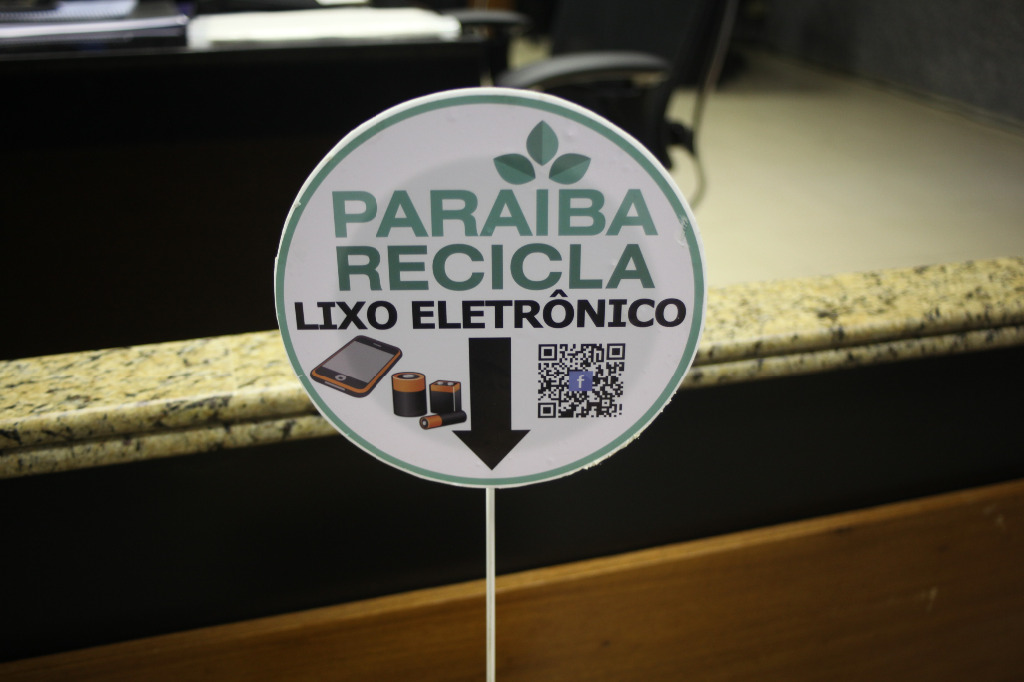 PARAIBA
RECICLA
LIXO ELETRÔNICO
f